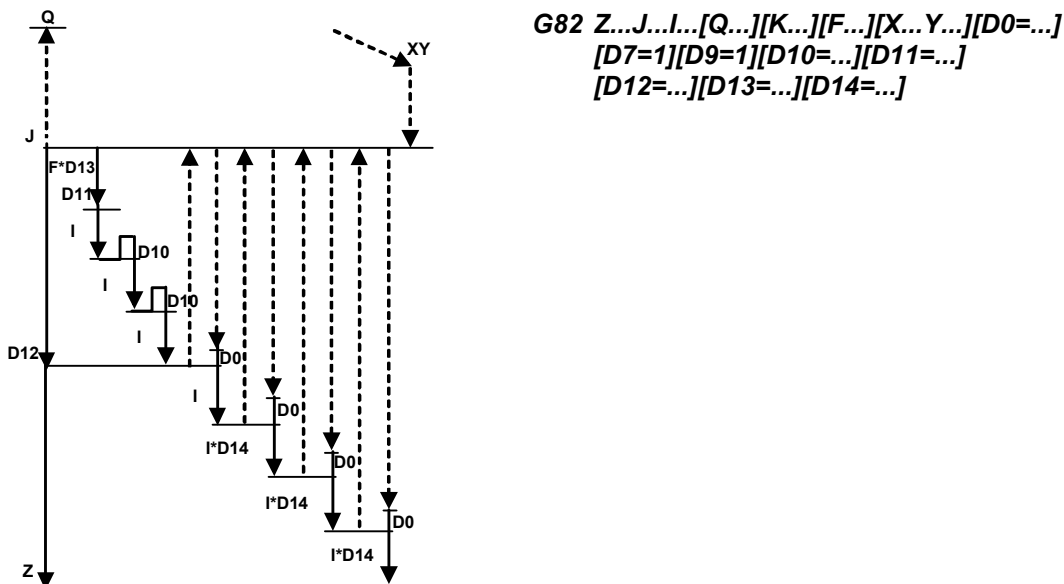 Q
G82 Z...J...I...[Q...][K...][F...][X...Y...][D0=...]
[D7=1][D9=1][D10=...][D11=...]
[D12=...][D13=...][D14=...]
XY
J
F*D13
D11
I
D10
I
D10
I
D12
D0
I
D0
I*D14
D0
I*D14
D0
I*D14
Z